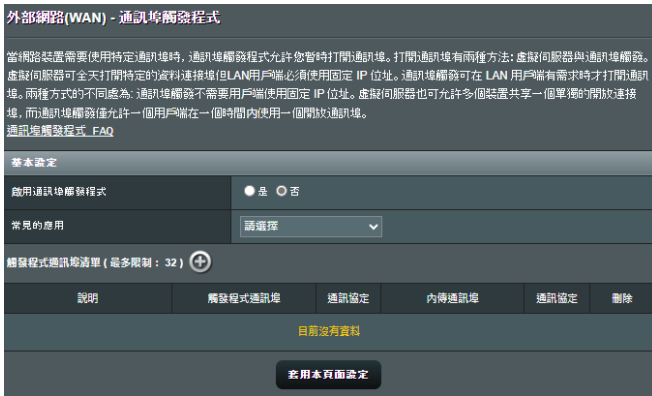 外部網路(WAN) - 通訊埠觸發程式
當網路裝置需要使用特定通訊埠時，通訊埠觸發程式允許您暫時打開通訊埠。打開通訊埠有兩種方法: 虛擬伺服器與通訊埠觸發。
虛擬伺服器可全天打開特定的資料連接埠但LAN用戶端必須使用固定 IP 位址。通訊埠觸發可在 LAN 用戶端有需求時才打開通訊
埠。兩種方式的不同處為: 通訊埠觸發不需要用戶端使用固定 IP 位址。虛擬伺服器也可允許多個裝置共享一個單獨的開放連接
埠，而通訊埠觸發僅允許一個用戶端在一個時間內使用一個開放通訊埠。
通訊埠觸發程式 FAQ
基本設定
啟用通訊埠觸發程式 是 否
常見的應用 請選擇
觸發程式通訊埠清單 ( 最多限制 : 32 )
說明 觸發程式通訊埠 通訊協定 內傳通訊埠 通訊協定 刪除
目前沒有資料
套用本頁面設定